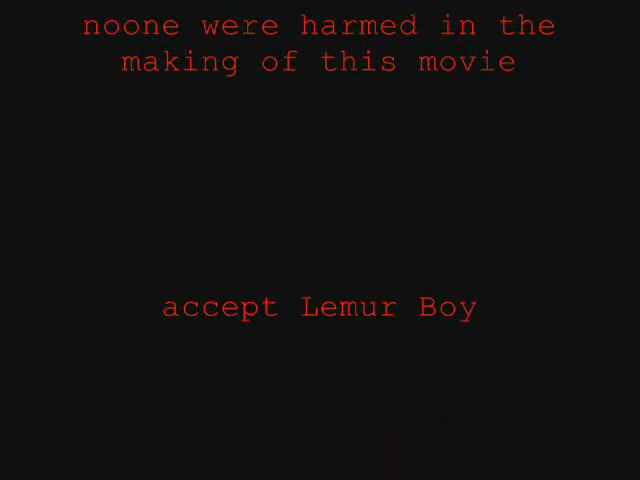 noone were harmed in the
making of this movie
accept Lemur Boy